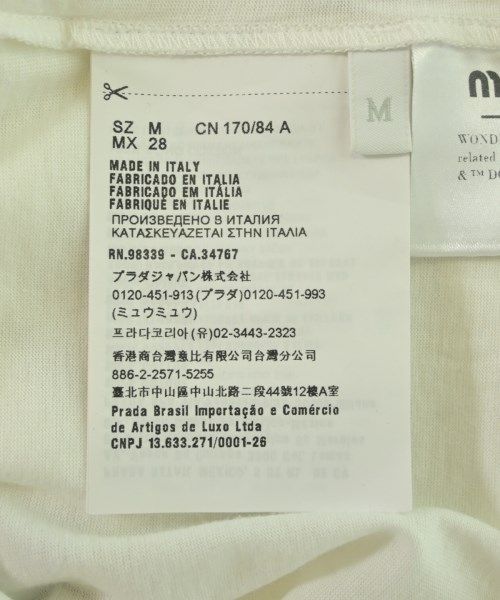 SZ M CN 170/84 A
MX 28
MADE IN ITALY
FABRICADO EN ITALIA
FABRICADO EM ITÁLIA
FABRIQUÉ EN ITALIE
ПРОИЗВЕДЕНО В ИТАЛИЯ
ΚΑΤΑΣΚΕΥΑΖΕΤΑΙ ΣΤΗΝ ΙΤΑΛΙΑ
RN.98339 - CA.34767
プラダジャパン株式会社
0120-451-913(プラダ)0120-451-993
(ミュウミュウ)
프라다코리아(유)02-3443-2323
香港商台灣意比有限公司台灣分公司
886-2-2571-5255
臺北市中山區中山北路二段44號12樓A室
Prada Brasil Importação e Comércio
de Artigos de Luxo Ltda
CNPJ 13.633.271/0001-26
M
related
& ™